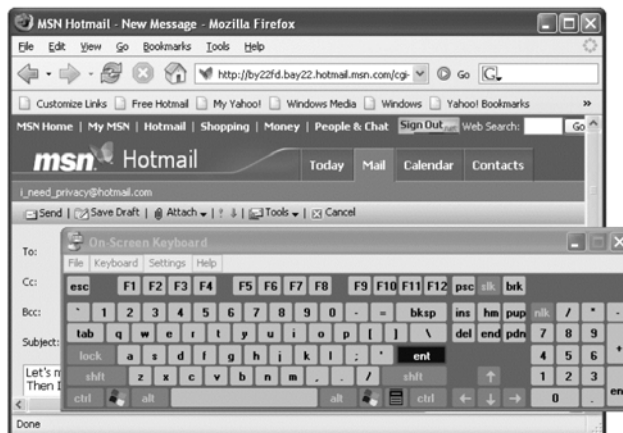 MSN Hotmail - New Message - Mozilla Firefox
File Edit View Go Bookmarks Tools Help
http://by22fd.bay22.hotmail.msn.com/cgi- Go G
Customize Links Free Hotmail My Yahoo! Windows Media Windows Yahoo! Bookmarks »
MSN Home | My MSN | Hotmail | Shopping | Money | People & Chat Sign Out Web Search: Go
msn Hotmail Today Mail Calendar Contacts
i_need_privacy@hotmail.com
Send | Save Draft | Attach | ! ↓ | Tools | Cancel
To:
On-Screen Keyboard
File Keyboard Settings Help
Cc:
esc F1 F2 F3 F4 F5 F6 F7 F8 F9 F10 F11 F12 psc slk brk
Bcc:
` 1 2 3 4 5 6 7 8 9 0 - = bksp ins hm pup nlk / * -
tab q w e r t y u i o p [ ] \ del end pdn 7 8 9 +
Subject:
lock a s d f g h j k l ; ' ent 4 5 6
Let's
shft z x c v b n m , . / shft ↑ 1 2 3
Then I
ctrl alt alt ctrl ← ↓ → 0 .
Done